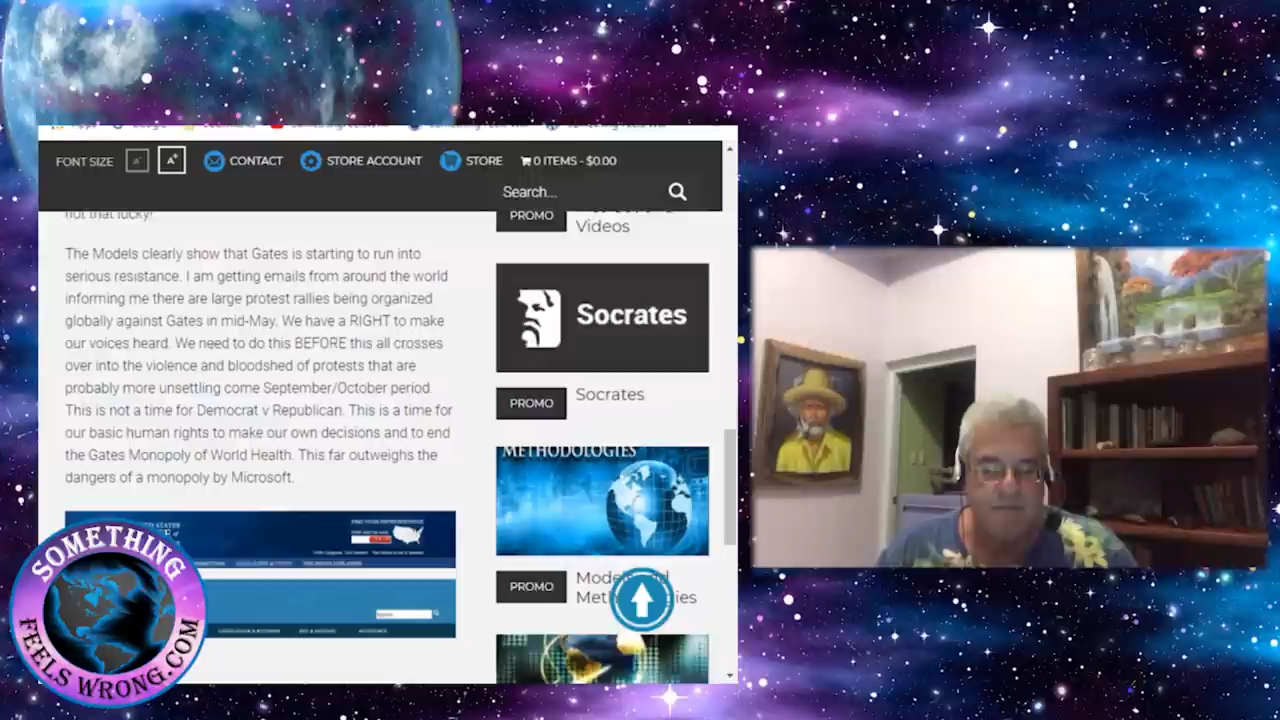 FONT SIZE
A
A+
CONTACT
STORE ACCOUNT
STORE
0 ITEMS - $0.00
Search...
not that lucky!
The Models clearly show that Gates is starting to run into
serious resistance. I am getting emails from around the world
informing me there are large protest rallies being organized
globally against Gates in mid-May. We have a RIGHT to make
our voices heard. We need to do this BEFORE this all crosses
over into the violence and bloodshed of protests that are
probably more unsettling come September/October period.
This is not a time for Democrat v Republican. This is a time for
our basic human rights to make our own decisions and to end
the Gates Monopoly of World Health. This far outweighs the
dangers of a monopoly by Microsoft.
PROMO
Videos
Socrates
PROMO
Socrates
METHODOLOGIES
PROMO
SOMETHING
FEELS WRONG.COM